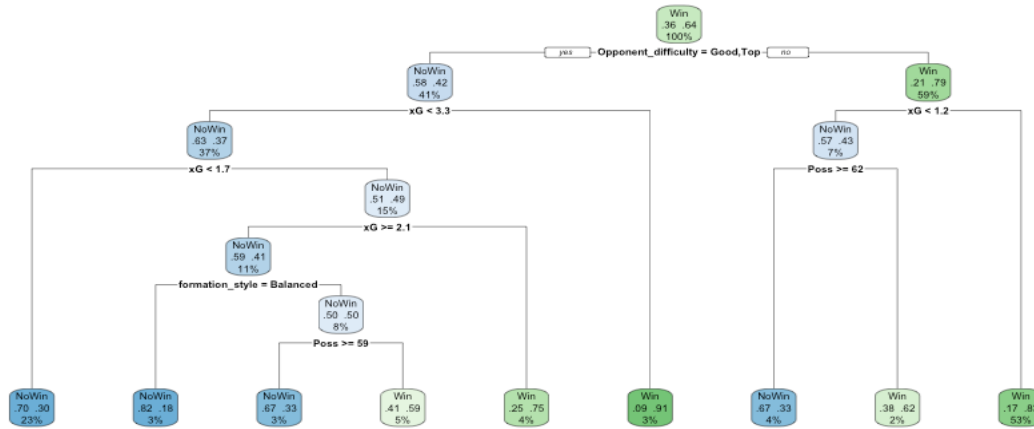 Win
.36 .64
100%
yes Opponent_difficulty = Good,Top no
NoWin
.58 .42
41%
Win
.21 .79
59%
xG < 3.3
xG < 1.2
NoWin
.63 .37
37%
NoWin
.57 .43
7%
xG < 1.7
Poss >= 62
NoWin
.51 .49
15%
xG >= 2.1
NoWin
.59 .41
11%
formation_style = Balanced
NoWin
.50 .50
8%
Poss >= 59
NoWin
.70 .30
23%
NoWin
.82 .18
3%
NoWin
.67 .33
3%
Win
.41 .59
5%
Win
.25 .75
4%
Win
.09 .91
3%
NoWin
.67 .33
4%
Win
.38 .62
2%
Win
.17 .8
53%